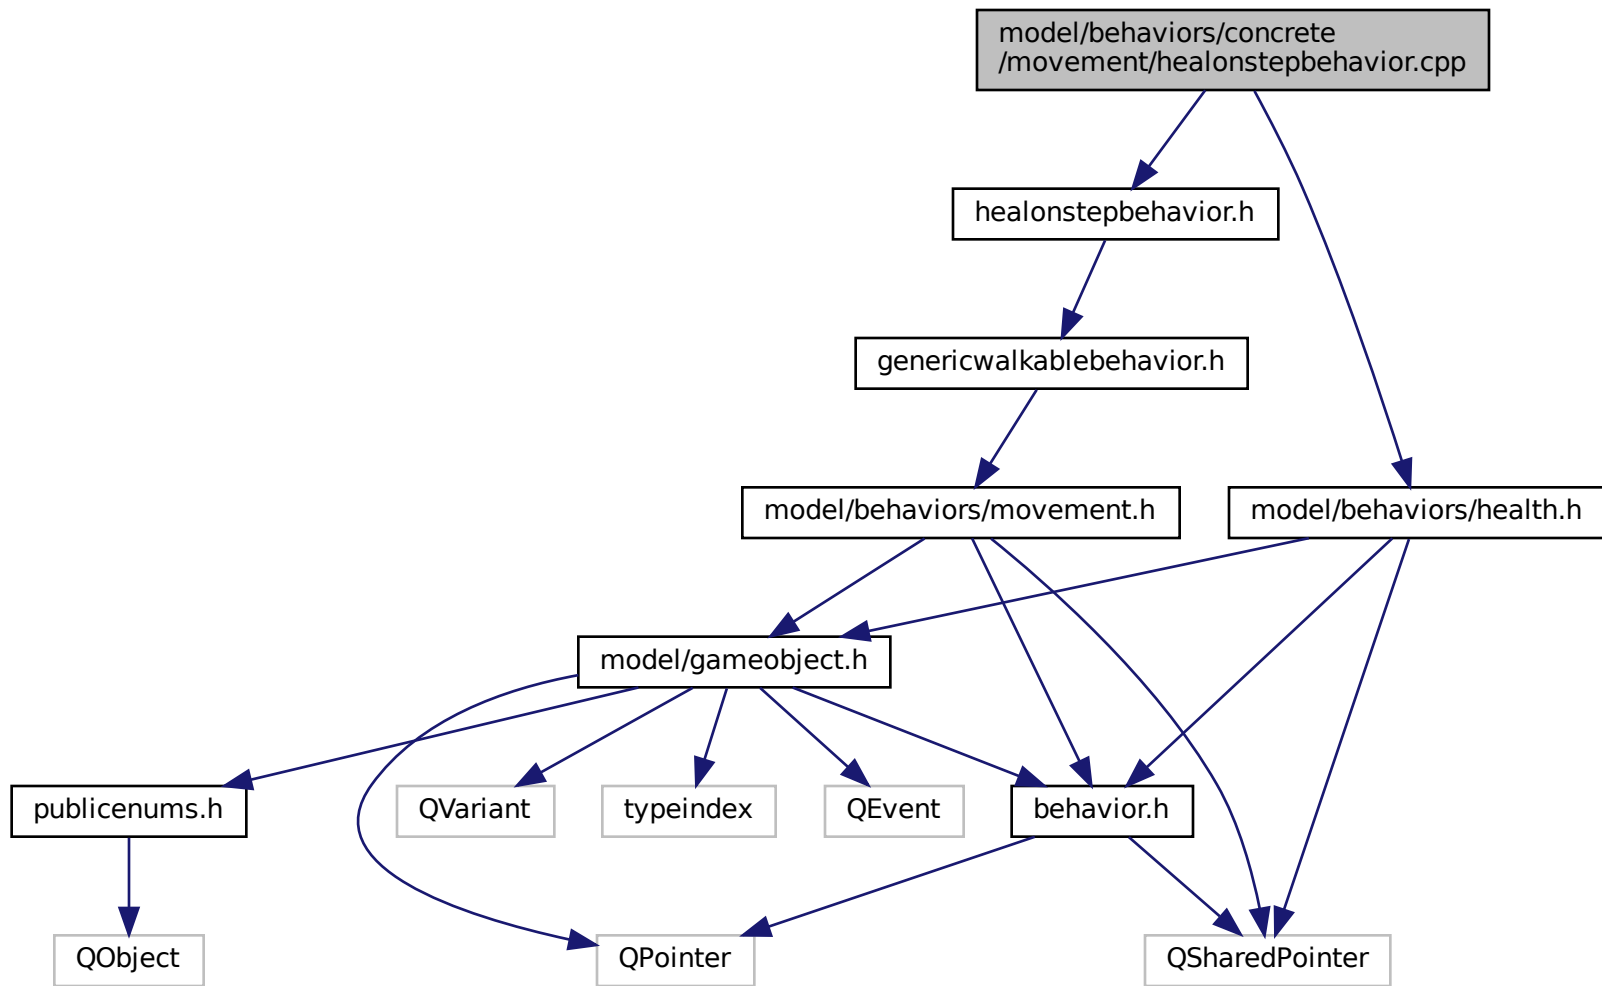 model/behaviors/concrete
/movement/healonstepbehavior.cpp
healonstepbehavior.h
genericwalkablebehavior.h
model/behaviors/movement.h
model/behaviors/health.h
model/gameobject.h
publicenums.h
QVariant
typeindex
QEvent
behavior.h
QObject
QPointer
QSharedPointer